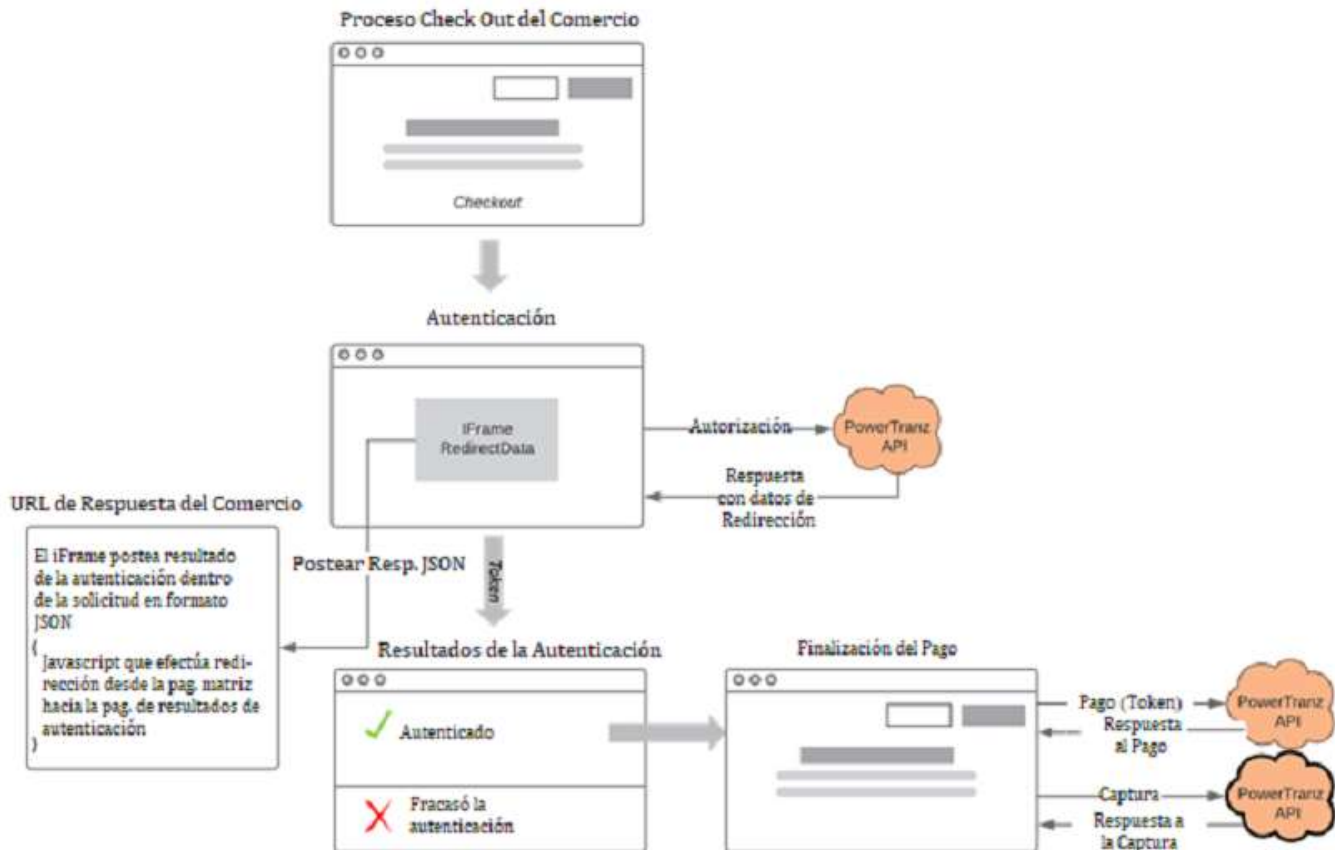 Proceso Check Out del Comercio
Checkout
Autenticación
IFrame
RedirectData
Autorización
PowerTranz
API
Respuesta
con datos de
Redirección
URL de Respuesta del Comercio
El iFrame postea resultado
de la autenticación dentro
de la solicitud en formato
JSON
{
Javascript que efectúa redi-
rección desde la pag. matriz
hacia la pag. de resultados de
autenticación
}
Postear Resp. JSON
Token
Resultados de la Autenticación
Autenticado
Fracasó la
autenticación
Finalización del Pago
Pago (Token)
PowerTranz
API
Respuesta
al Pago
Captura
PowerTranz
API
Respuesta a
la Captura